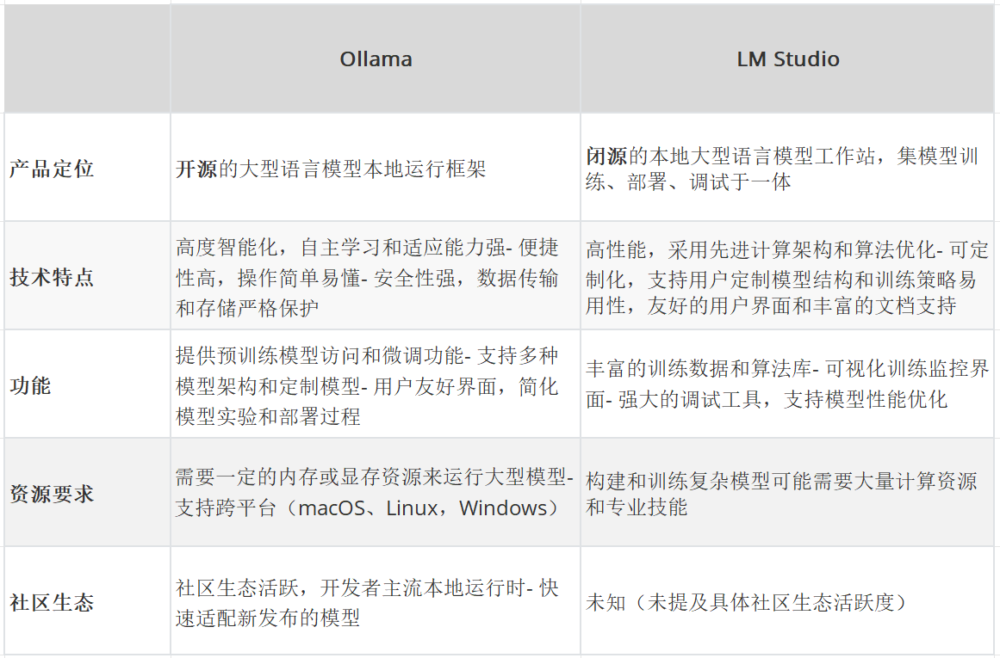 Ollama
LM Studio
产品定位
开源的大型语言模型本地运行框架
闭源的本地大型语言模型工作站，集模型训
练、部署、调试于一体
技术特点
高度智能化，自主学习和适应能力强- 便捷
性高，操作简单易懂- 安全性强，数据传输
和存储严格保护
高性能，采用先进计算架构和算法优化- 可定
制化，支持用户定制模型结构和训练策略易
用性，友好的用户界面和丰富的文档支持
功能
提供预训练模型访问和微调功能- 支持多种
模型架构和定制模型- 用户友好界面，简化
模型实验和部署过程
丰富的训练数据和算法库- 可视化训练监控界
面- 强大的调试工具，支持模型性能优化
资源要求
需要一定的内存或显存资源来运行大型模型-
支持跨平台（macOS、Linux，Windows）
构建和训练复杂模型可能需要大量计算资源
和专业技能
社区生态
社区生态活跃，开发者主流本地运行时- 快
速适配新发布的模型
未知（未提及具体社区生态活跃度）